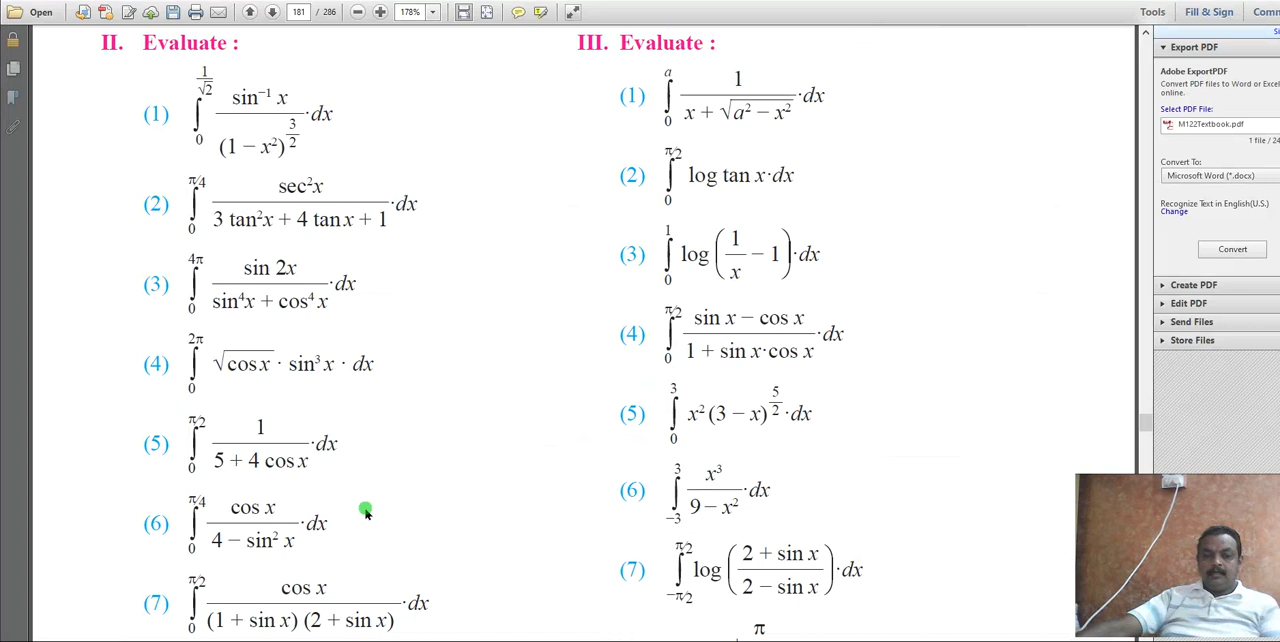 Open
181 / 286
178%
Tools
Fill & Sign
II. Evaluate :
(1) ∫₀^{1/√2} sin⁻¹ x / (1 − x²)^{3/2} ·dx
(2) ∫₀^{π/4} sec²x / (3 tan²x + 4 tan x + 1) ·dx
(3) ∫₀^{4π} sin 2x / (sin⁴x + cos⁴ x) ·dx
(4) ∫₀^{2π} √cos x · sin³ x · dx
(5) ∫₀^{π/2} 1 / (5 + 4 cos x) ·dx
(6) ∫₀^{π/4} cos x / (4 − sin² x) ·dx
(7) ∫₀^{π/2} cos x / ((1 + sin x) (2 + sin x)) ·dx
III. Evaluate :
(1) ∫₀^{a} 1 / (x + √(a² − x²)) ·dx
(2) ∫₀^{π/2} log tan x·dx
(3) ∫₀^{1} log (1/x − 1)·dx
(4) ∫₀^{π/2} (sin x − cos x) / (1 + sin x·cos x) ·dx
(5) ∫₀^{3} x² (3 − x)^{5/2} ·dx
(6) ∫₋₃^{3} x³ / (9 − x²) ·dx
(7) ∫_{−π/2}^{π/2} log ((2 + sin x) / (2 − sin x)) ·dx
π
Export PDF
Adobe ExportPDF
Convert PDF files to Word or Exce
online.
Select PDF File:
M122Textbook.pdf
1 file / 24
Convert To:
Microsoft Word (*.docx)
Recognize Text in English(U.S.)
Change
Convert
Create PDF
Edit PDF
Send Files
Store Files